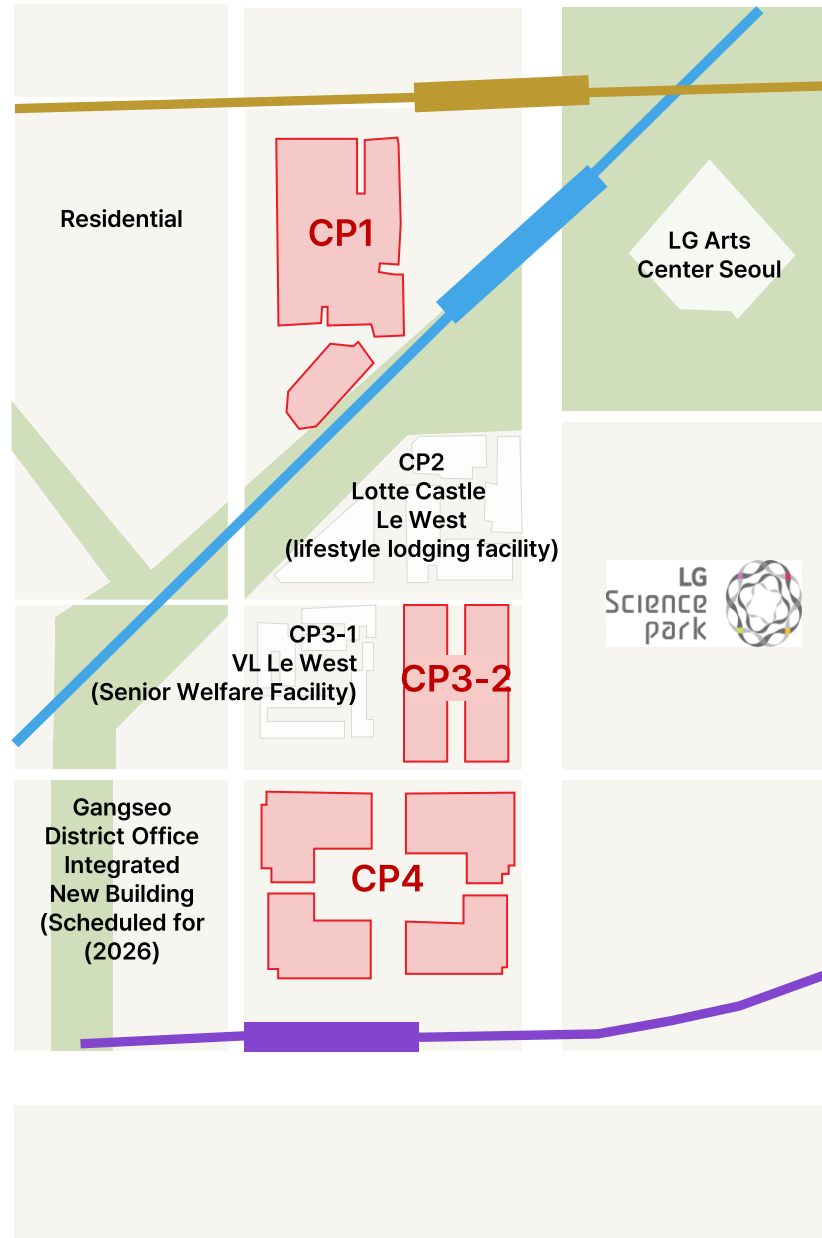 Residential
CP1
LG Arts
Center Seoul
CP2
Lotte Castle
Le West
(lifestyle lodging facility)
LG
Science
park
CP3-1
VL Le West
(Senior Welfare Facility)
CP3-2
Gangseo
District Office
Integrated
New Building
(Scheduled for
(2026)
CP4